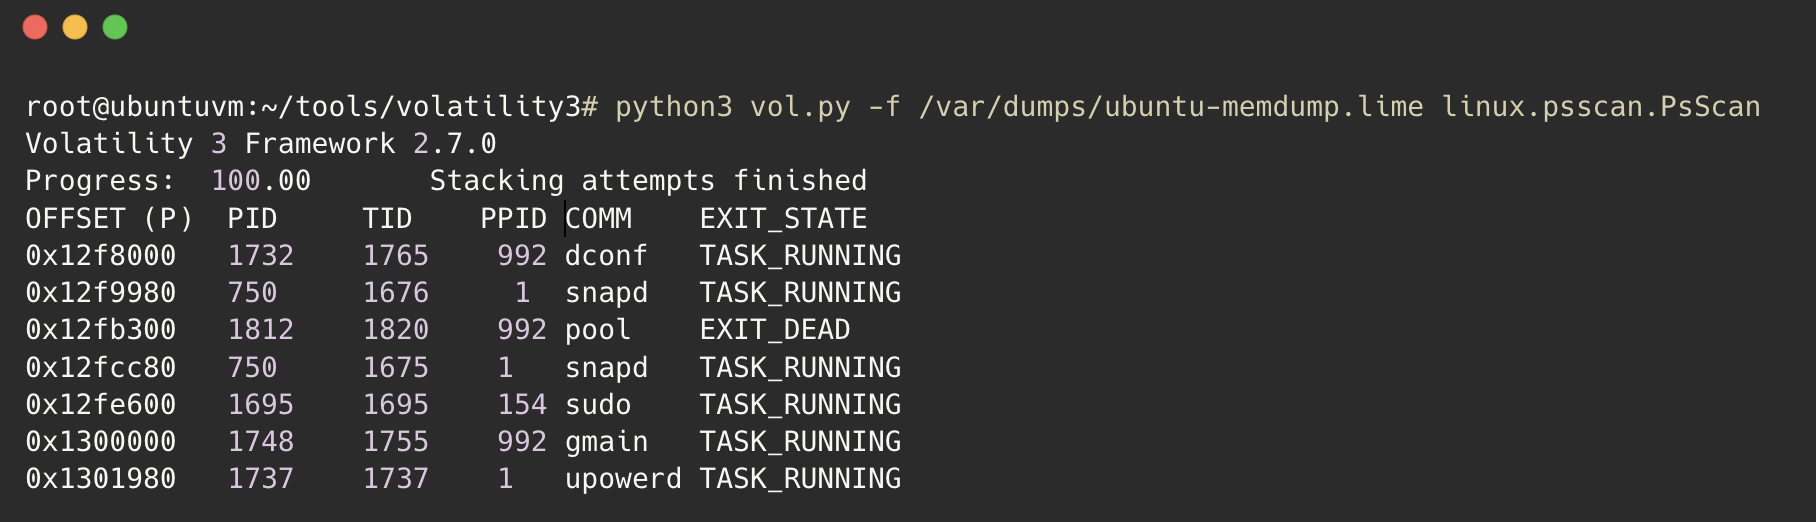 root@ubuntuvm:~/tools/volatility3# python3 vol.py -f /var/dumps/ubuntu-memdump.lime linux.psscan.PsScan
Volatility 3 Framework 2.7.0
Progress:  100.00       Stacking attempts finished
OFFSET (P)  PID     TID    PPID COMM    EXIT_STATE
0x12f8000   1732    1765    992 dconf   TASK_RUNNING
0x12f9980   750     1676     1  snapd   TASK_RUNNING
0x12fb300   1812    1820    992 pool    EXIT_DEAD
0x12fcc80   750     1675    1   snapd   TASK_RUNNING
0x12fe600   1695    1695    154 sudo    TASK_RUNNING
0x1300000   1748    1755    992 gmain   TASK_RUNNING
0x1301980   1737    1737    1   upowerd TASK_RUNNING